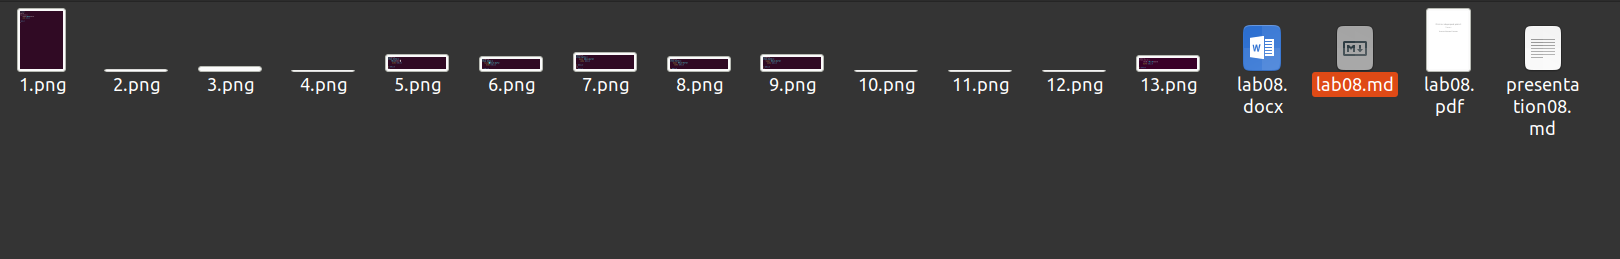 1.png 2.png 3.png 4.png 5.png 6.png 7.png 8.png 9.png 10.png 11.png 12.png 13.png lab08. lab08.md lab08. presenta
docx pdf tion08.
md